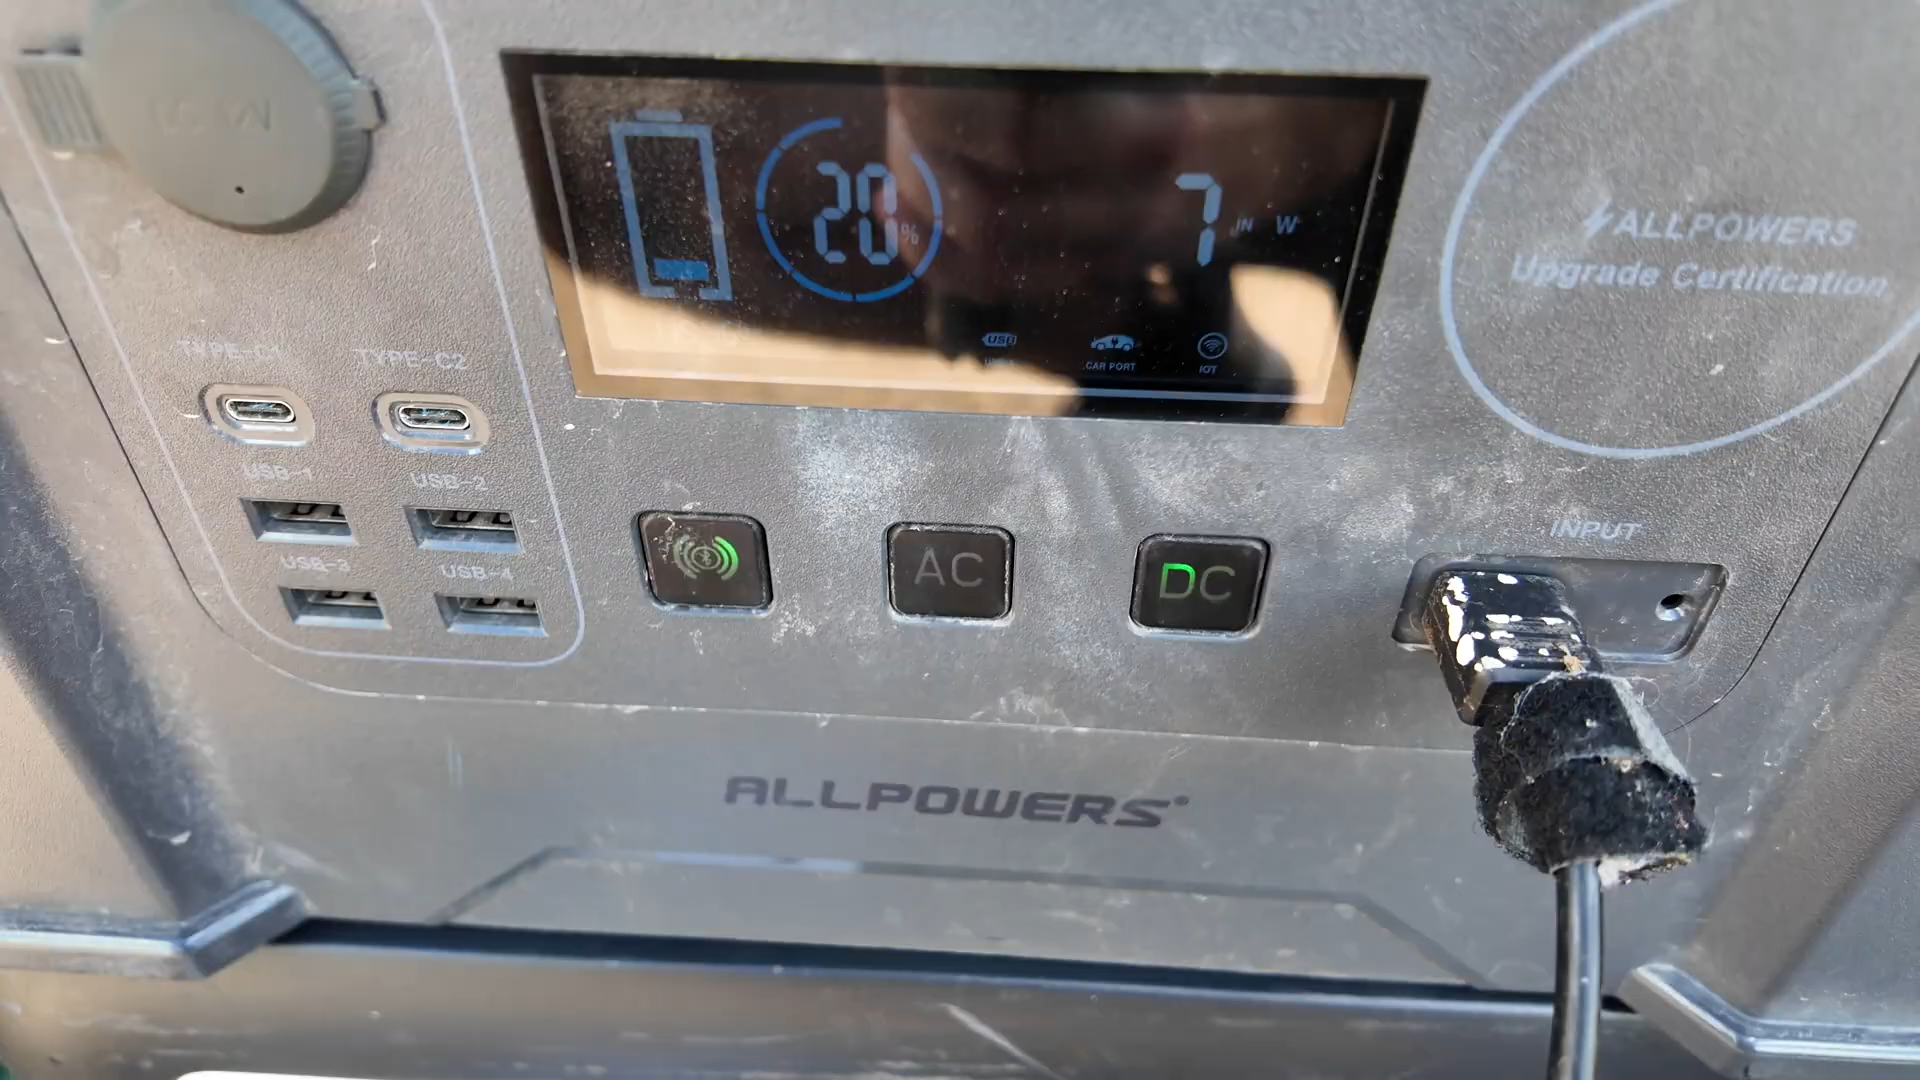 20 %
7 IN W
USB
CAR PORT
IOT
ALLPOWERS
Upgrade Certification
TYPE-C1
TYPE-C2
USB-1
USB-2
USB-3
USB-4
AC
DC
INPUT
ALLPOWERS®